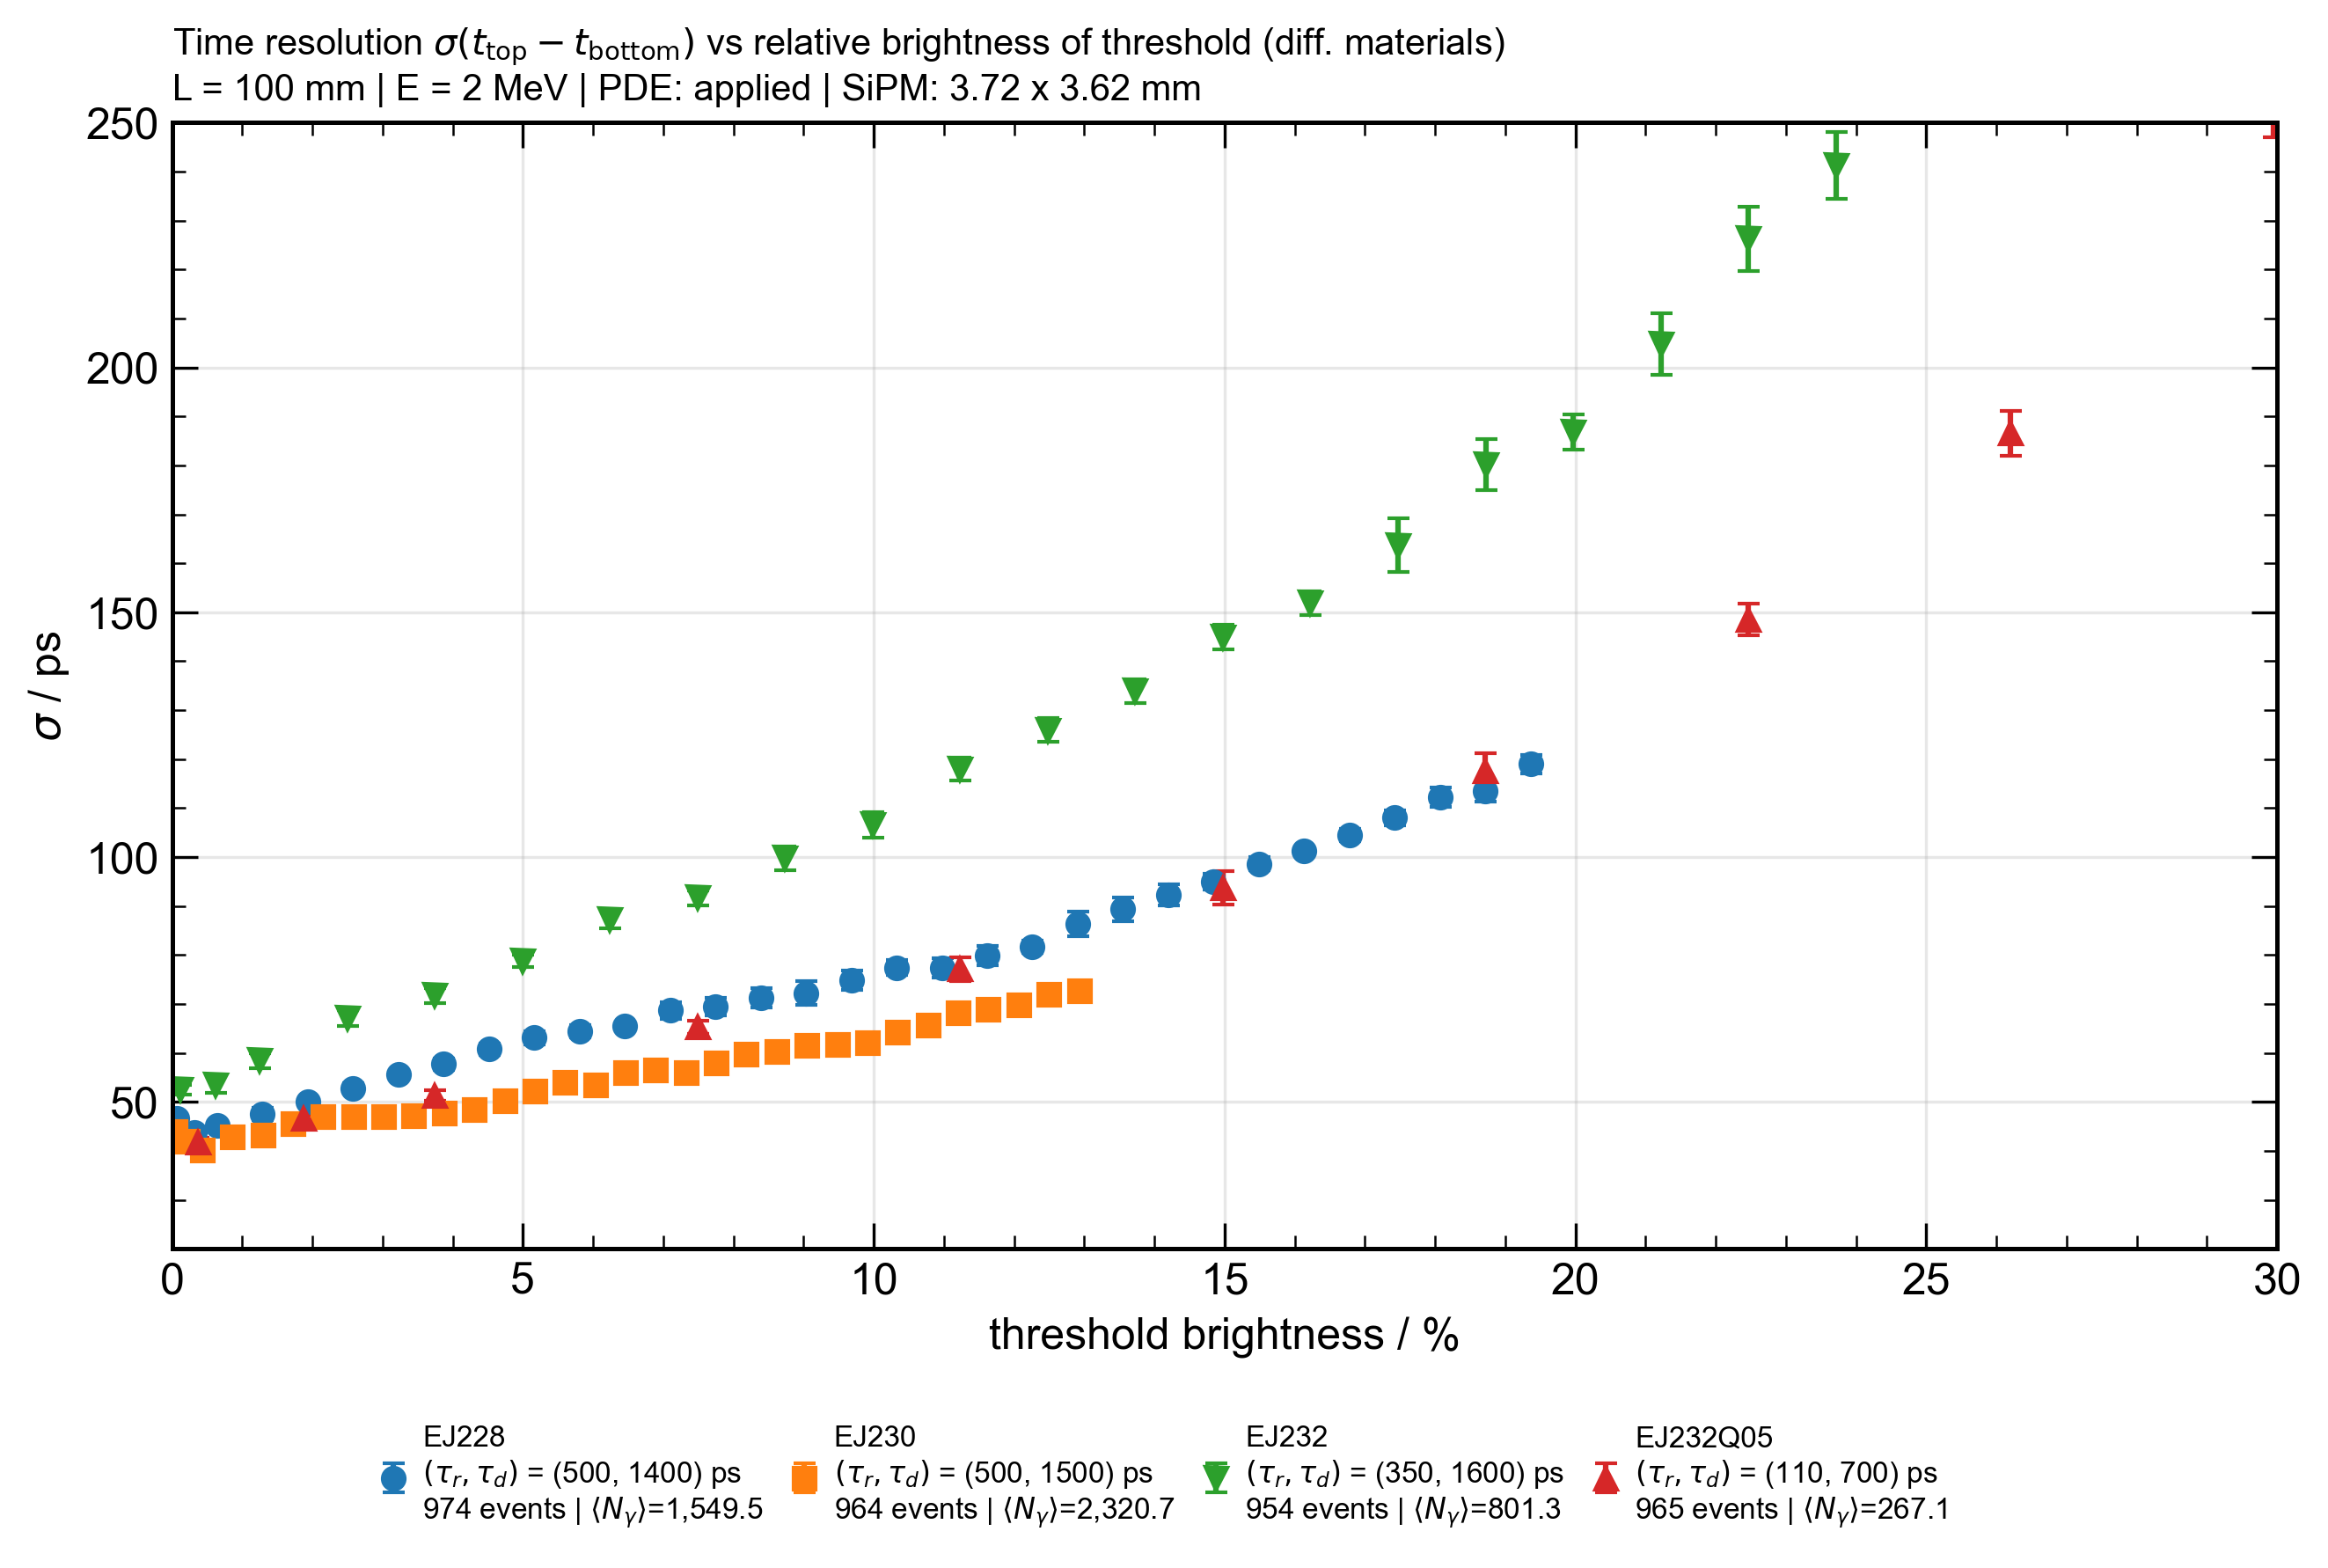 Time resolution σ(t_top − t_bottom) vs relative brightness of threshold (diff. materials)
L = 100 mm | E = 2 MeV | PDE: applied | SiPM: 3.72 x 3.62 mm
250
200
150
100
50
σ / ps
0 5 10 15 20 25 30
threshold brightness / %
EJ228
(τ_r, τ_d) = (500, 1400) ps
974 events | ⟨N_γ⟩=1,549.5
EJ230
(τ_r, τ_d) = (500, 1500) ps
964 events | ⟨N_γ⟩=2,320.7
EJ232
(τ_r, τ_d) = (350, 1600) ps
954 events | ⟨N_γ⟩=801.3
EJ232Q05
(τ_r, τ_d) = (110, 700) ps
965 events | ⟨N_γ⟩=267.1